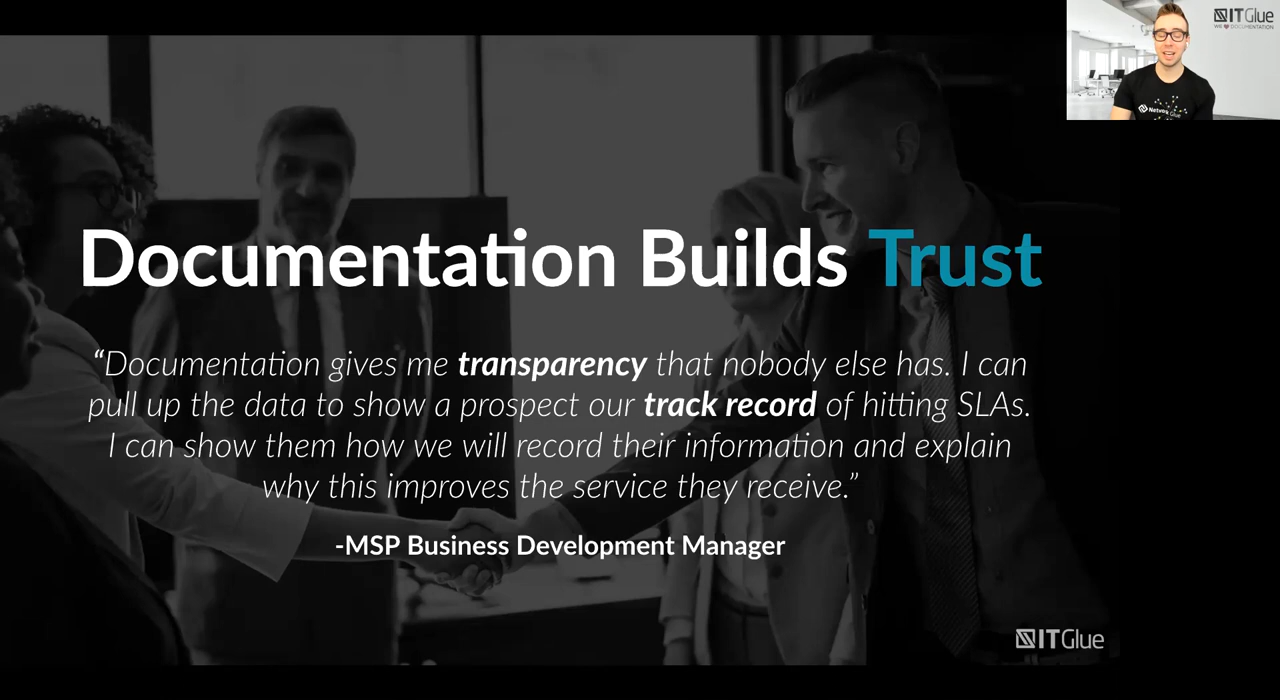 ITGlue
WE ❤ DOCUMENTATION
Documentation Builds Trust
“Documentation gives me transparency that nobody else has. I can
pull up the data to show a prospect our track record of hitting SLAs.
I can show them how we will record their information and explain
why this improves the service they receive.”
-MSP Business Development Manager
ITGlue